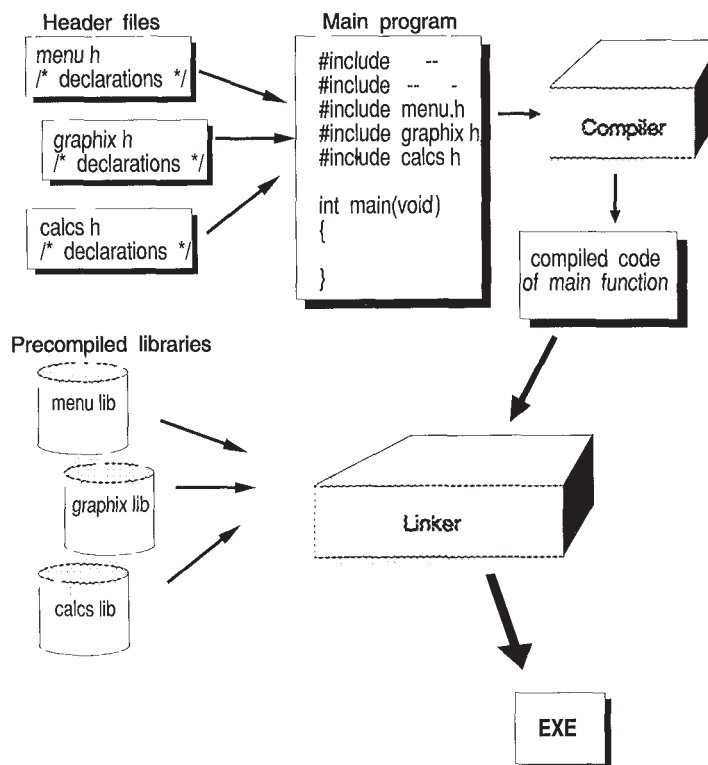 Header files
menu h
/* declarations */
graphix h
/* declarations */
calcs h
/* declarations */
Main program
#include --
#include -- -
#include menu.h
#include graphix h
#include calcs h
int main(void)
{
}
Compiler
compiled code
of main function
Precompiled libraries
menu lib
graphix lib
calcs lib
Linker
EXE